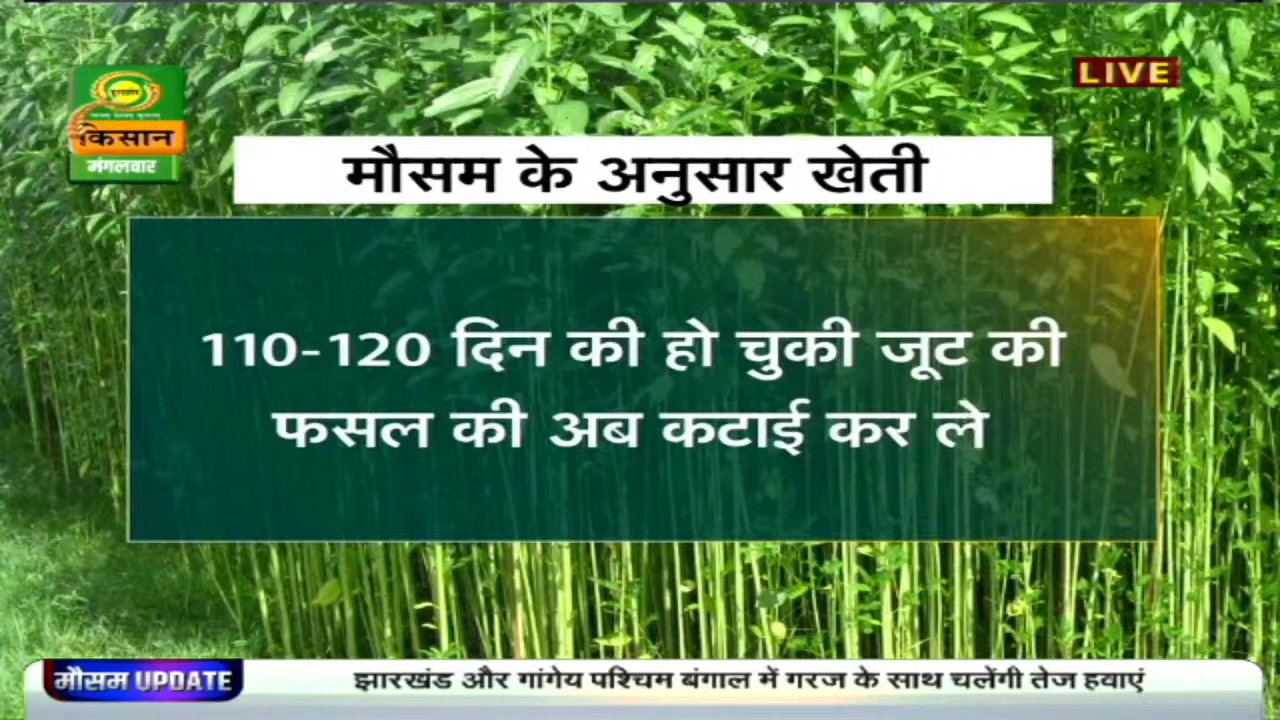 LIVE
किसान
मंगलवार
मौसम के अनुसार खेती
110-120 दिन की हो चुकी जूट की
फसल की अब कटाई कर ले
मौसम UPDATE
झारखंड और गांगेय पश्चिम बंगाल में गरज के साथ चलेंगी तेज हवाएं